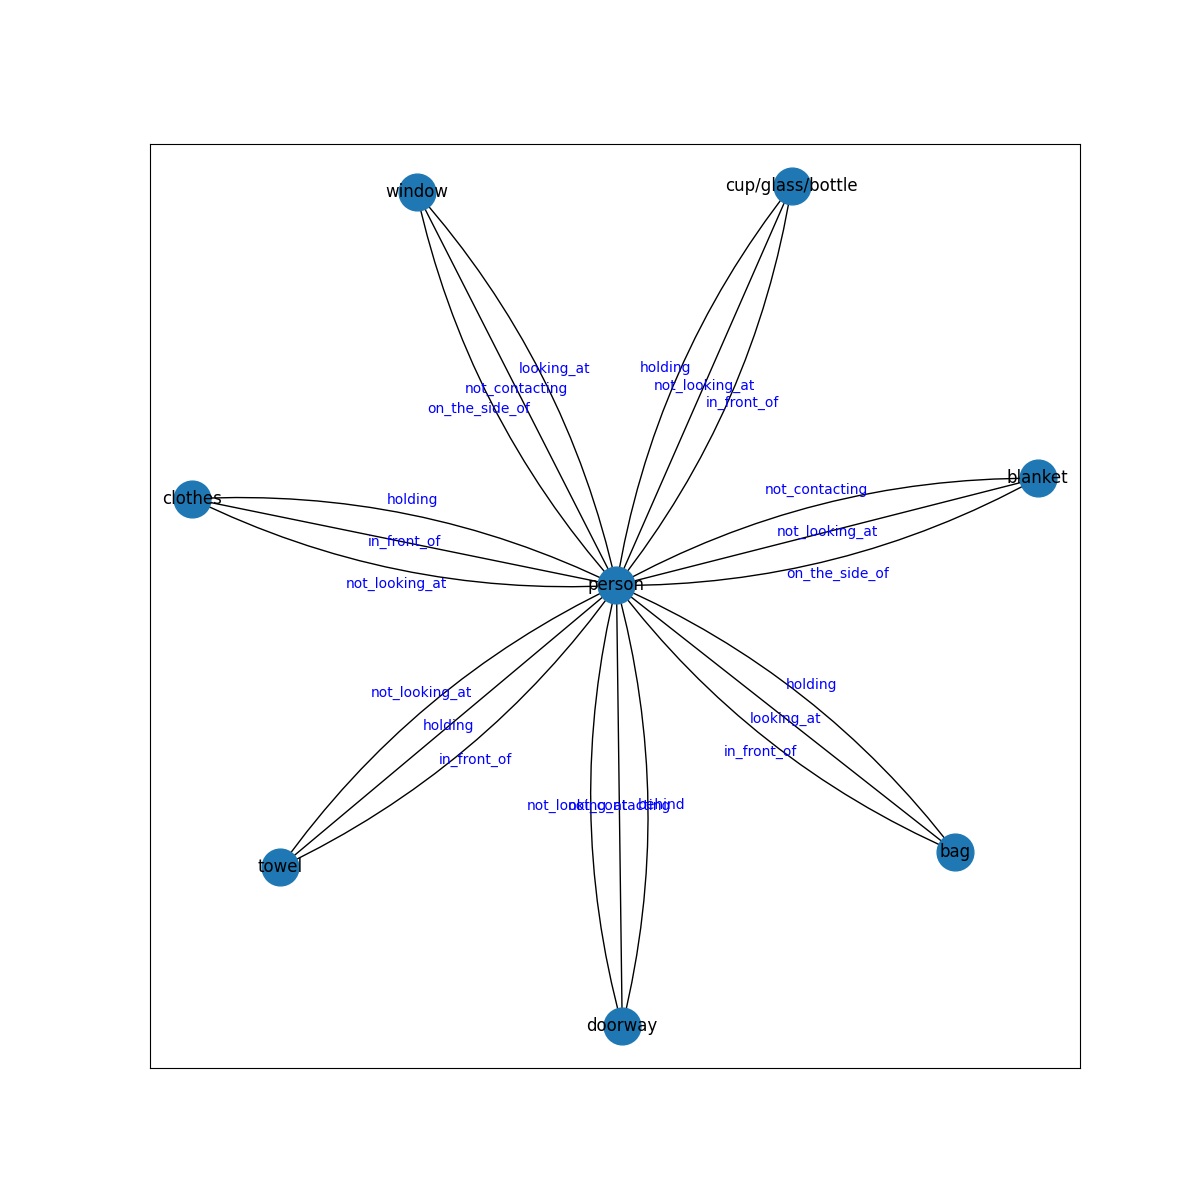 cup/glass/bottle
window
holding
looking_at
not_looking_at
not_contacting
in_front_of
on_the_side_of
blanket
not_contacting
clothes
holding
not_looking_at
in_front_of
on_the_side_of
not_looking_at
person
holding
not_looking_at
looking_at
holding
in_front_of
in_front_of
not_looking_at
not_contacting
behind
bag
towel
doorway